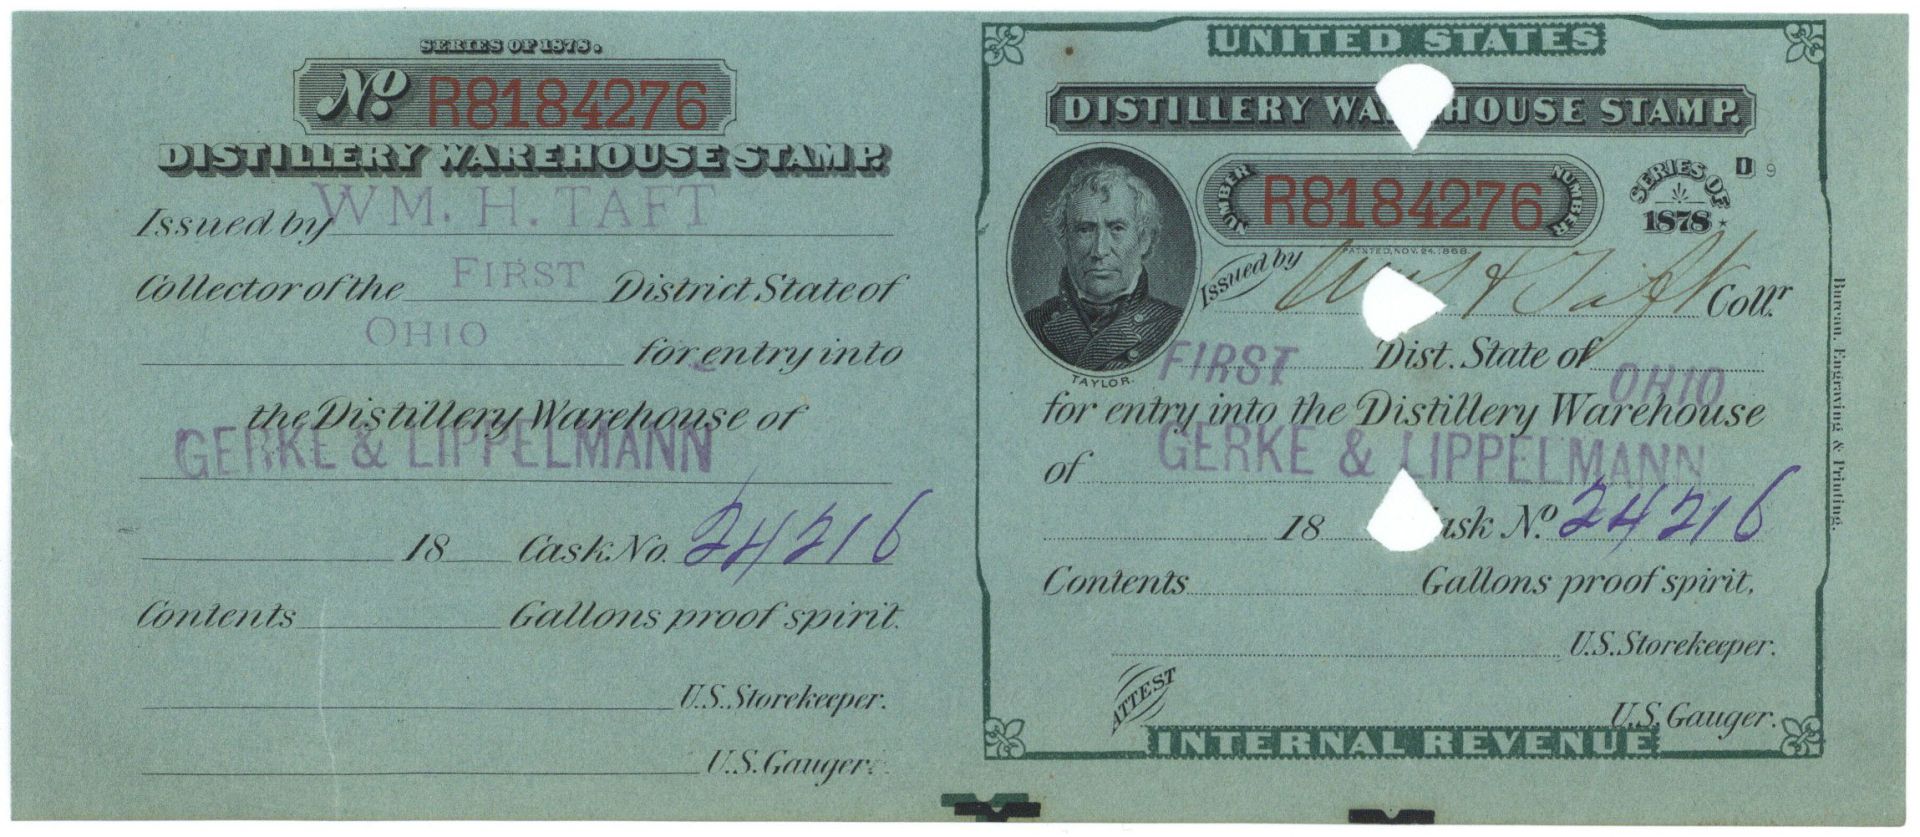 SERIES OF 1878.
No. R8184276
DISTILLERY WAREHOUSE STAMP.
Issued by WM. H. TAFT
Collector of the FIRST District State of
OHIO for entry into
the Distillery Warehouse of
GERKE & LIPPELMANN
18 Cask No. 24216
Contents Gallons proof spirit.
U.S. Storekeeper.
U.S. Gauger.
UNITED STATES
DISTILLERY WAREHOUSE STAMP.
NUMBER R8184276 NUMBER
SERIES OF 1878
D 9
PATNTED, NOV. 24. 1868.
TAYLOR.
Issued by Wm H Taft Collr.
FIRST Dist. State of OHIO
for entry into the Distillery Warehouse
of GERKE & LIPPELMANN
18 Cask No. 24216
Contents Gallons proof spirit,
U.S. Storekeeper.
ATTEST
U.S. Gauger.
INTERNAL REVENUE
Bureau, Engraving & Printing.